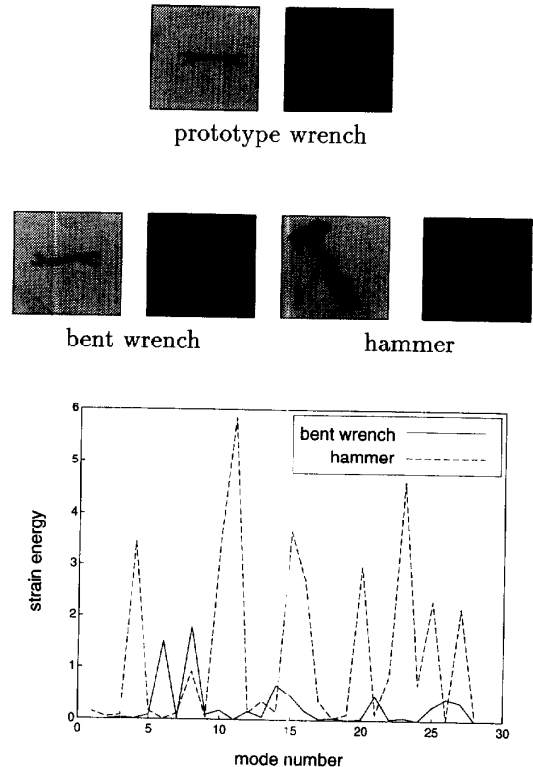 prototype wrench
bent wrench
hammer
6
5
4
3
2
1
0
0
5
10
15
20
25
30
strain energy
mode number
bent wrench
hammer